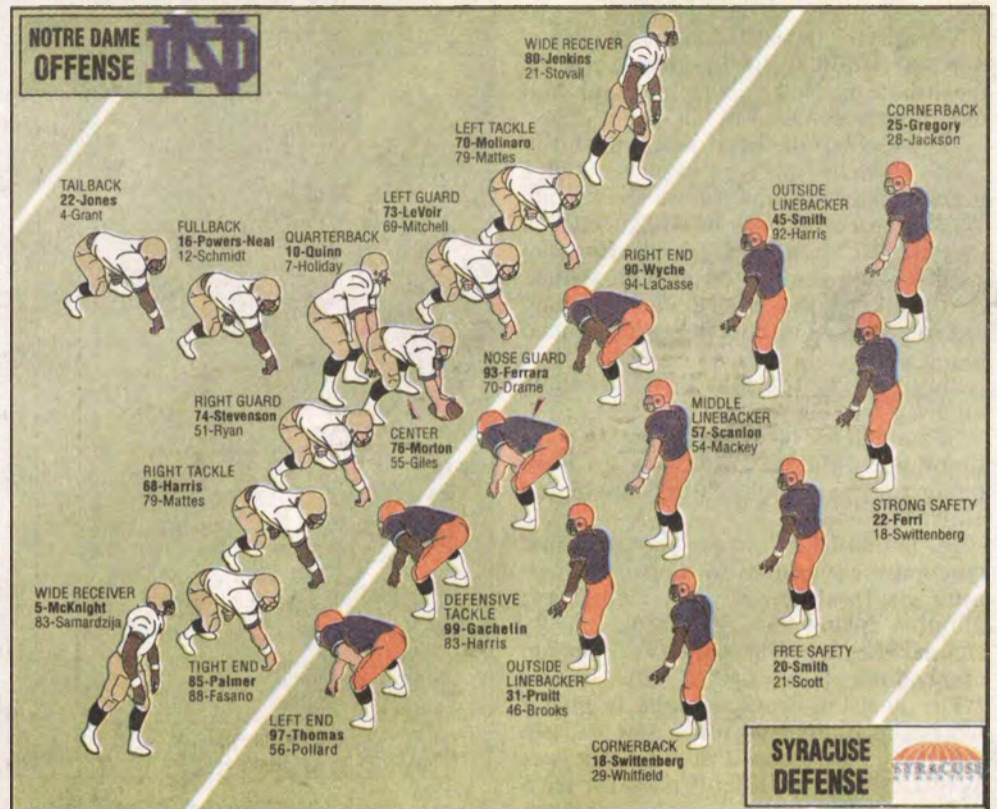 NOTRE DAME
OFFENSE
ND
WIDE RECEIVER
80-Jenkins
21-Stovall
CORNERBACK
25-Gregory
28-Jackson
LEFT TACKLE
70-Molinaro
79-Mattes
TAILBACK
22-Jones
4-Grant
LEFT GUARD
73-LeVoir
69-Mitchell
OUTSIDE
LINEBACKER
45-Smith
92-Harris
FULLBACK
16-Powers-Neal
12-Schmidt
QUARTERBACK
10-Quinn
7-Holiday
RIGHT END
90-Wyche
94-LaCasse
NOSE GUARD
93-Ferrara
70-Drame
RIGHT GUARD
74-Stevenson
51-Ryan
CENTER
76-Morton
55-Giles
MIDDLE
LINEBACKER
57-Scanlon
54-Mackey
RIGHT TACKLE
68-Harris
79-Mattes
STRONG SAFETY
22-Ferri
18-Swittenberg
WIDE RECEIVER
5-McKnight
83-Samardzija
DEFENSIVE
TACKLE
99-Gachelin
83-Harris
TIGHT END
85-Palmer
88-Fasano
OUTSIDE
LINEBACKER
31-Pruitt
46-Brooks
FREE SAFETY
20-Smith
21-Scott
LEFT END
97-Thomas
56-Pollard
CORNERBACK
18-Swittenberg
29-Whitfield
SYRACUSE
DEFENSE
SYRACUSE